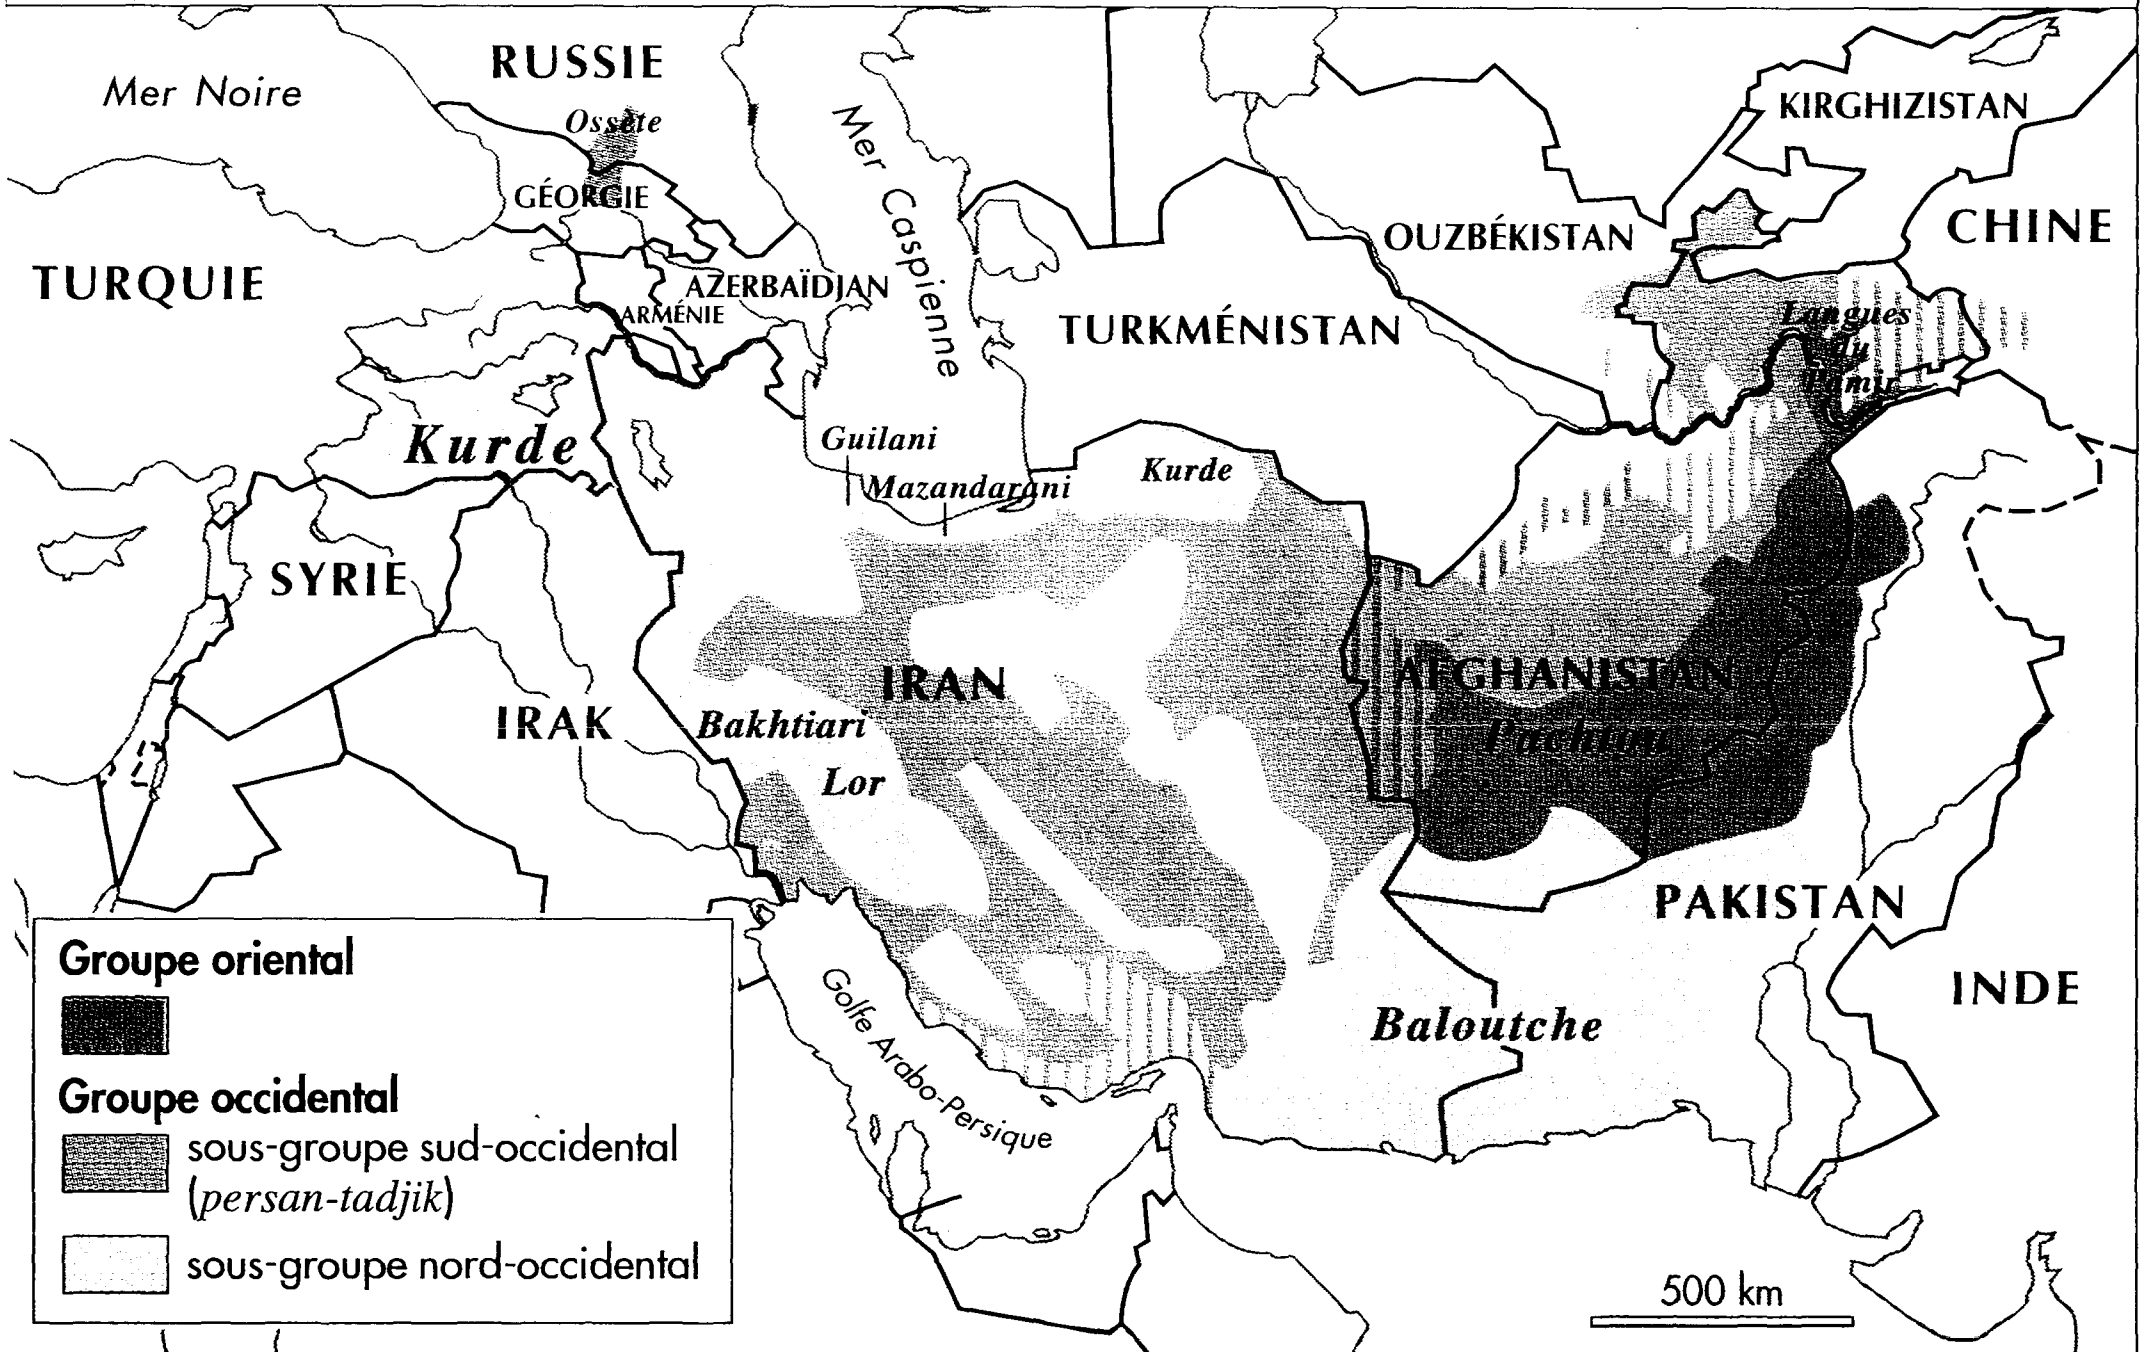 RUSSIE
Mer Noire
Ossète
KIRGHIZISTAN
Mer Caspienne
GÉORGIE
OUZBÉKISTAN
CHINE
TURQUIE
AZERBAÏDJAN
ARMÉNIE
TURKMÉNISTAN
Langues
du
Pamir
Kurde
Guilani
Mazandarani
Kurde
SYRIE
IRAN
AFGHANISTAN
Bakhtiari
IRAK
Pachtine
Lor
PAKISTAN
Groupe oriental
INDE
Golfe Arabo-Persique
Baloutche
Groupe occidental
sous-groupe sud-occidental
(persan-tadjik)
sous-groupe nord-occidental
500 km